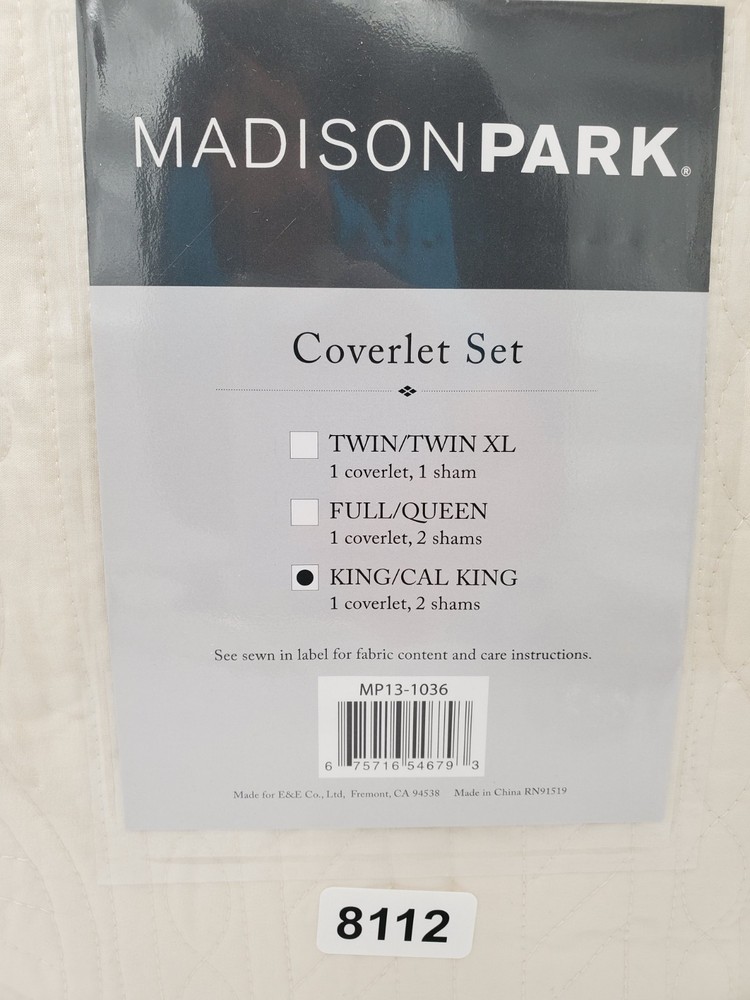 MADISONPARK®
Coverlet Set
TWIN/TWIN XL
1 coverlet, 1 sham
FULL/QUEEN
1 coverlet, 2 shams
KING/CAL KING
1 coverlet, 2 shams
See sewn in label for fabric content and care instructions.
MP13-1036
6 75716 54679 3
Made for E&E Co., Ltd, Fremont, CA 94538 Made in China RN91519
8112